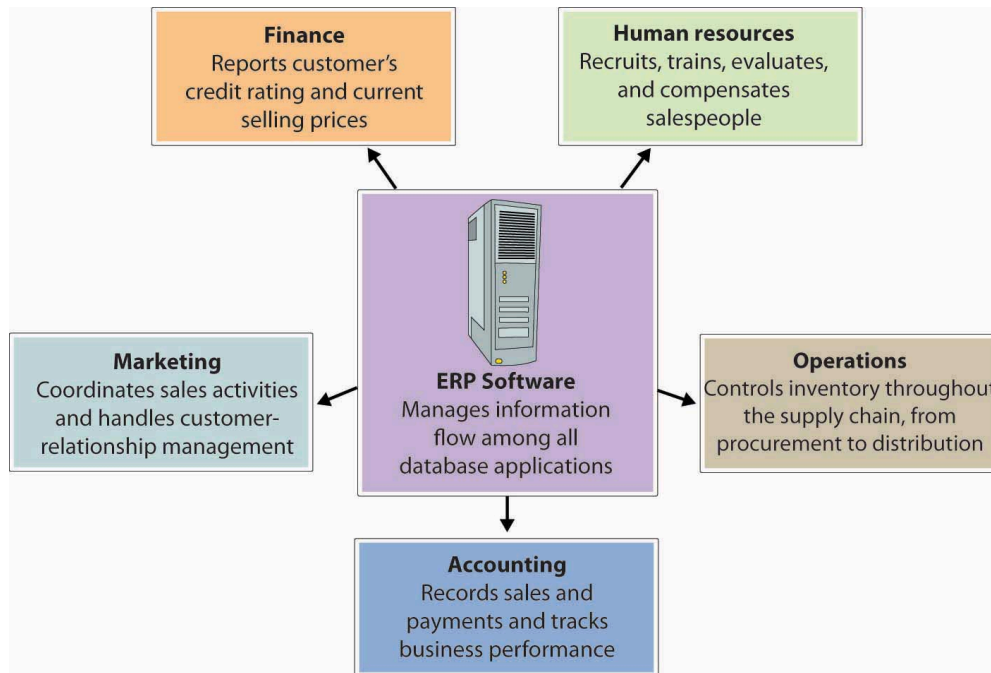 Finance
Reports customer's
credit rating and current
selling prices
Human resources
Recruits, trains, evaluates,
and compensates
salespeople
Marketing
Coordinates sales activities
and handles customer-
relationship management
ERP Software
Manages information
flow among all
database applications
Operations
Controls inventory throughout
the supply chain, from
procurement to distribution
Accounting
Records sales and
payments and tracks
business performance